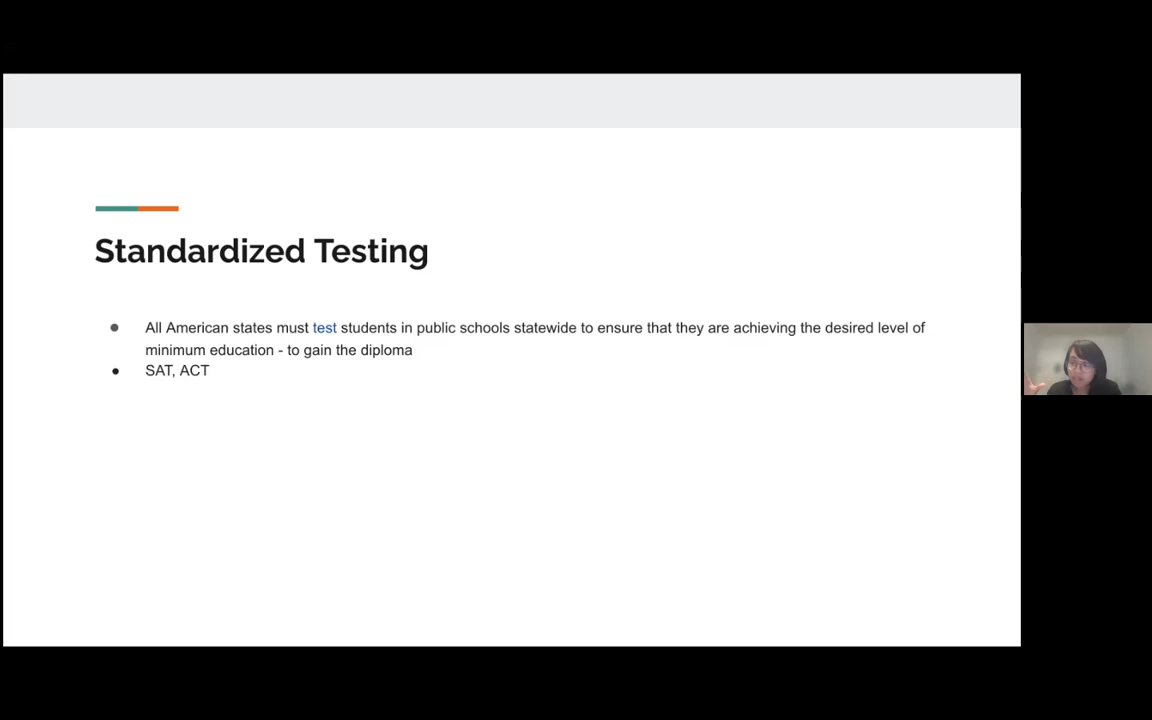 Standardized Testing
● All American states must test students in public schools statewide to ensure that they are achieving the desired level of
minimum education - to gain the diploma
● SAT, ACT